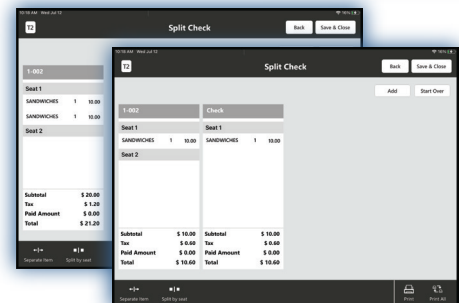 10:16 AM Wed Jul 12
T2
Split Check
Back
Save & Close
1-002
Seat 1
SANDWICHES 1 10.00
SANDWICHES 1 10.00
Seat 2
Subtotal $ 20.00
Tax $ 1.20
Paid Amount $ 0.00
Total $ 21.20
Separate Item
Split by seat
10:16 AM Wed Jul 12
16%
T2
Split Check
Back
Save & Close
Add
Start Over
1-002
Seat 1
SANDWICHES 1 10.00
Seat 2
Subtotal $ 10.00
Tax $ 0.60
Paid Amount $ 0.00
Total $ 10.60
Check
Seat 1
SANDWICHES 1 10.00
Subtotal $ 10.00
Tax $ 0.60
Paid Amount $ 0.00
Total $ 10.60
Separate Item
Split by seat
Print
Print All